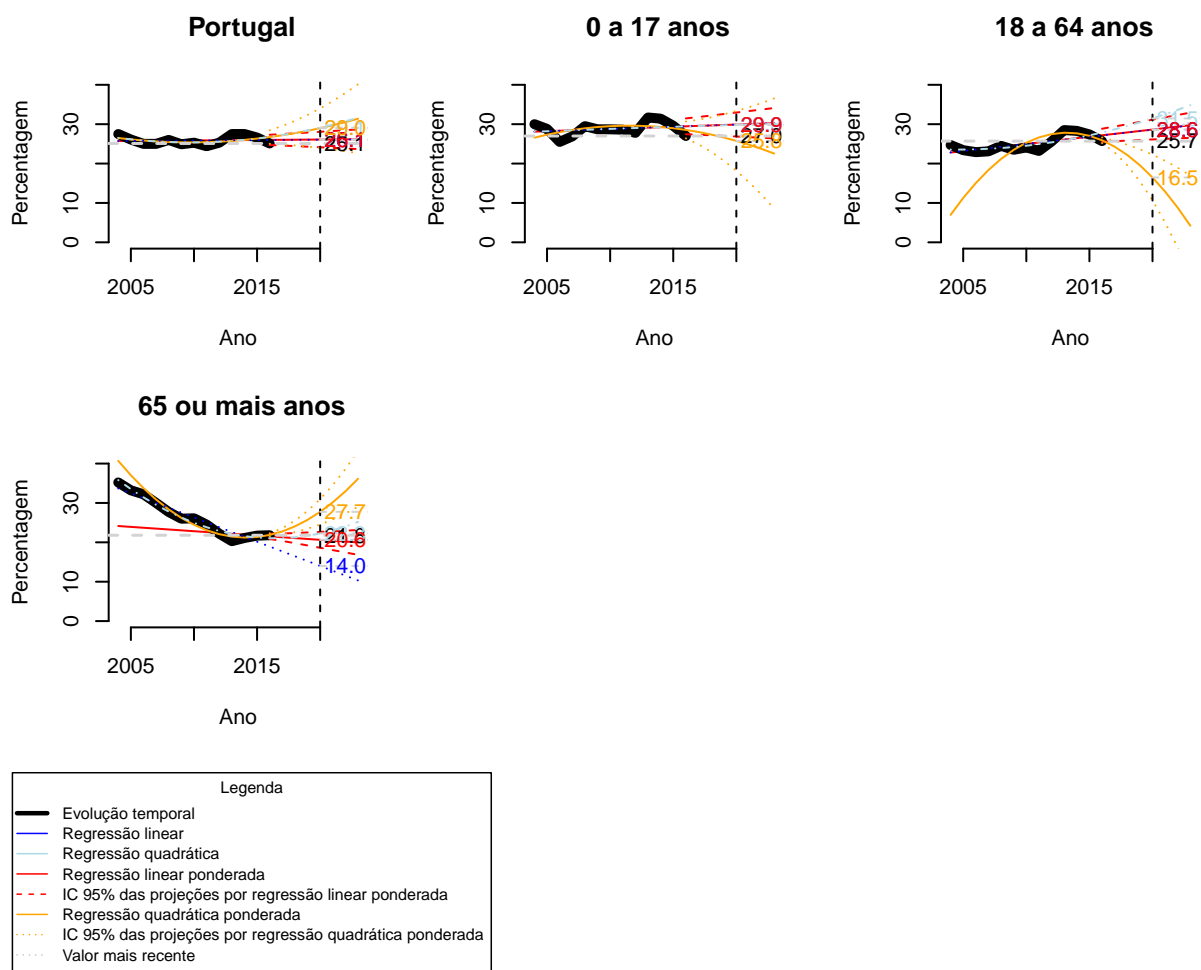 Portugal
0 a 17 anos
18 a 64 anos
Percentagem
0
10
30
2005
2015
Ano
29.0
26.1
25.1
Percentagem
0
10
30
2005
2015
Ano
29.9
Percentagem
0
10
30
2005
2015
Ano
28.6
25.7
16.5
65 ou mais anos
Percentagem
0
10
30
2005
2015
Ano
27.7
20.6
14.0
Legenda
Evolução temporal
Regressão linear
Regressão quadrática
Regressão linear ponderada
IC 95% das projeções por regressão linear ponderada
Regressão quadrática ponderada
IC 95% das projeções por regressão quadrática ponderada
Valor mais recente